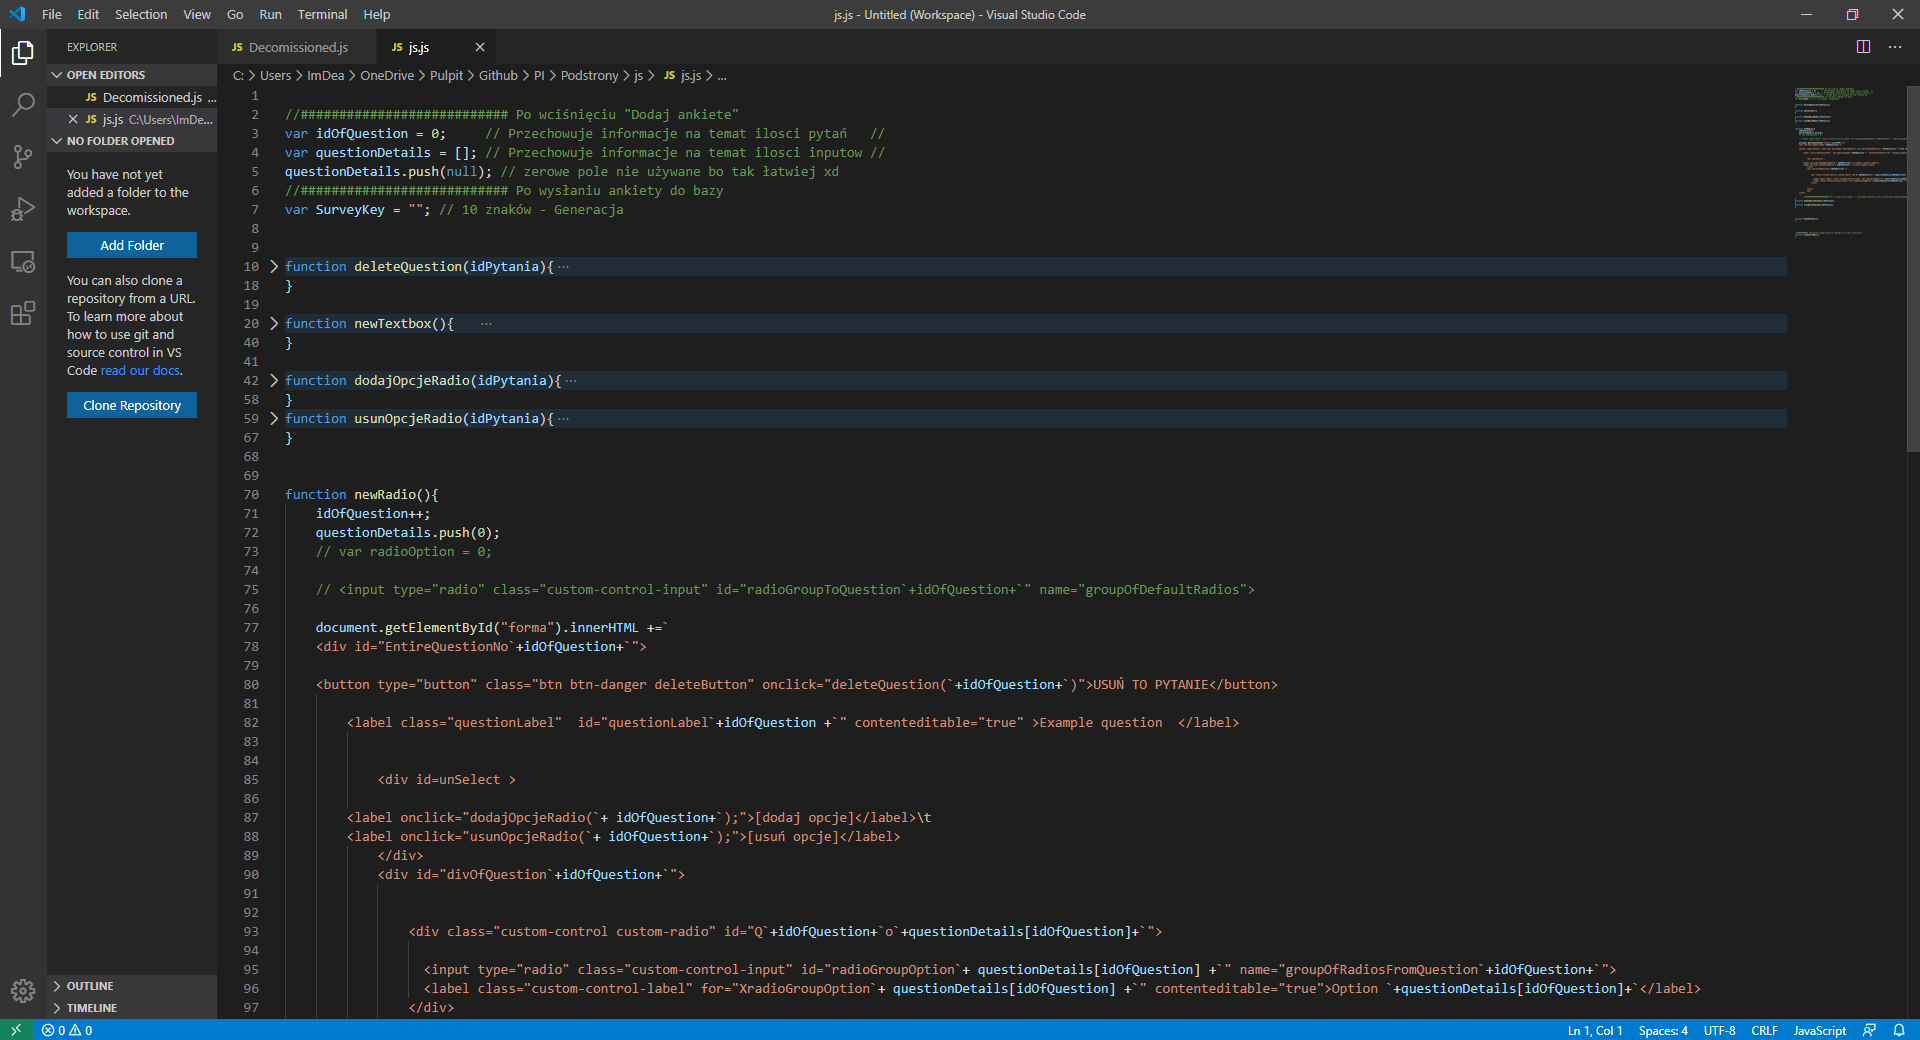 File Edit Selection View Go Run Terminal Help
js.js - Untitled (Workspace) - Visual Studio Code
EXPLORER
OPEN EDITORS
JS Decomissioned.js ...
JS js.js C:\Users\ImDe...
NO FOLDER OPENED
You have not yet
added a folder to the
workspace.
Add Folder
You can also clone a
repository from a URL.
To learn more about
how to use git and
source control in VS
Code read our docs.
Clone Repository
OUTLINE
TIMELINE
JS Decomissioned.js
JS js.js
C: > Users > ImDea > OneDrive > Pulpit > Github > PI > Podstrony > js > JS js.js > ...
1
2 //########################### Po wciśnięciu "Dodaj ankiete"
3 var idOfQuestion = 0;     // Przechowuje informacje na temat ilosci pytań   //
4 var questionDetails = []; // Przechowuje informacje na temat ilosci inputow //
5 questionDetails.push(null); // zerowe pole nie używane bo tak łatwiej xd
6 //########################### Po wysłaniu ankiety do bazy
7 var SurveyKey = ""; // 10 znaków - Generacja
8
9
10 function deleteQuestion(idPytania){ ...
18 }
19
20 function newTextbox(){    ...
40 }
41
42 function dodajOpcjeRadio(idPytania){ ...
58 }
59 function usunOpcjeRadio(idPytania){ ...
67 }
68
69
70 function newRadio(){
71     idOfQuestion++;
72     questionDetails.push(0);
73     // var radioOption = 0;
74
75     // <input type="radio" class="custom-control-input" id="radioGroupToQuestion`+idOfQuestion+`" name="groupOfDefaultRadios">
76
77     document.getElementById("forma").innerHTML +=`
78     <div id="EntireQuestionNo`+idOfQuestion+`">
79
80     <button type="button" class="btn btn-danger deleteButton" onclick="deleteQuestion(`+idOfQuestion+`)">USUŃ TO PYTANIE</button>
81
82         <label class="questionLabel"  id="questionLabel`+idOfQuestion +`" contenteditable="true" >Example question  </label>
83
84
85             <div id=unSelect >
86
87         <label onclick="dodajOpcjeRadio(`+ idOfQuestion+`);">[dodaj opcje]</label>\t
88         <label onclick="usunOpcjeRadio(`+ idOfQuestion+`);">[usuń opcje]</label>
89             </div>
90             <div id="divOfQuestion`+idOfQuestion+`">
91
92
93                 <div class="custom-control custom-radio" id="Q`+idOfQuestion+`o`+questionDetails[idOfQuestion]+`">
94
95                   <input type="radio" class="custom-control-input" id="radioGroupOption`+ questionDetails[idOfQuestion] +`" name="groupOfRadiosFromQuestion`+idOfQuestion+`">
96                   <label class="custom-control-label" for="XradioGroupOption`+ questionDetails[idOfQuestion] +`" contenteditable="true">Option `+questionDetails[idOfQuestion]+`</label>
97                 </div>
0 0
Ln 1, Col 1 Spaces: 4 UTF-8 CRLF JavaScript